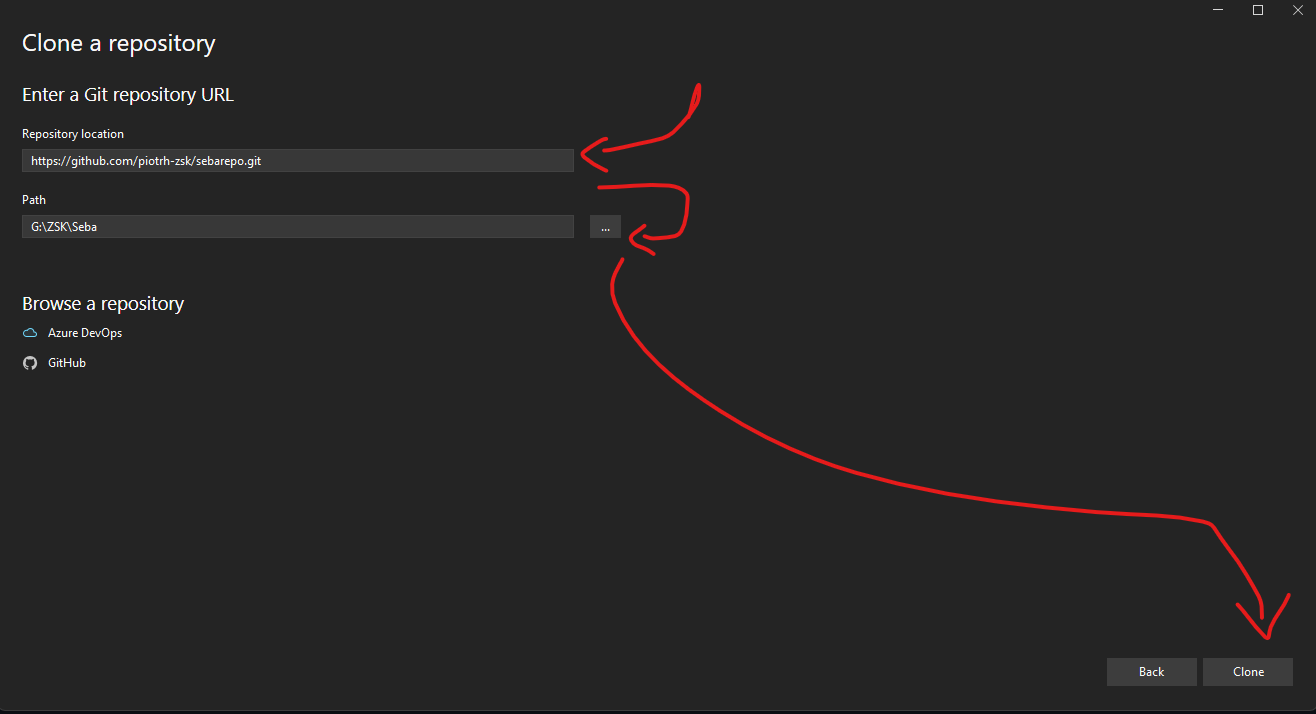 Clone a repository
Enter a Git repository URL
Repository location
https://github.com/piotrh-zsk/sebarepo.git
Path
G:\ZSK\Seba
...
Browse a repository
Azure DevOps
GitHub
Back
Clone